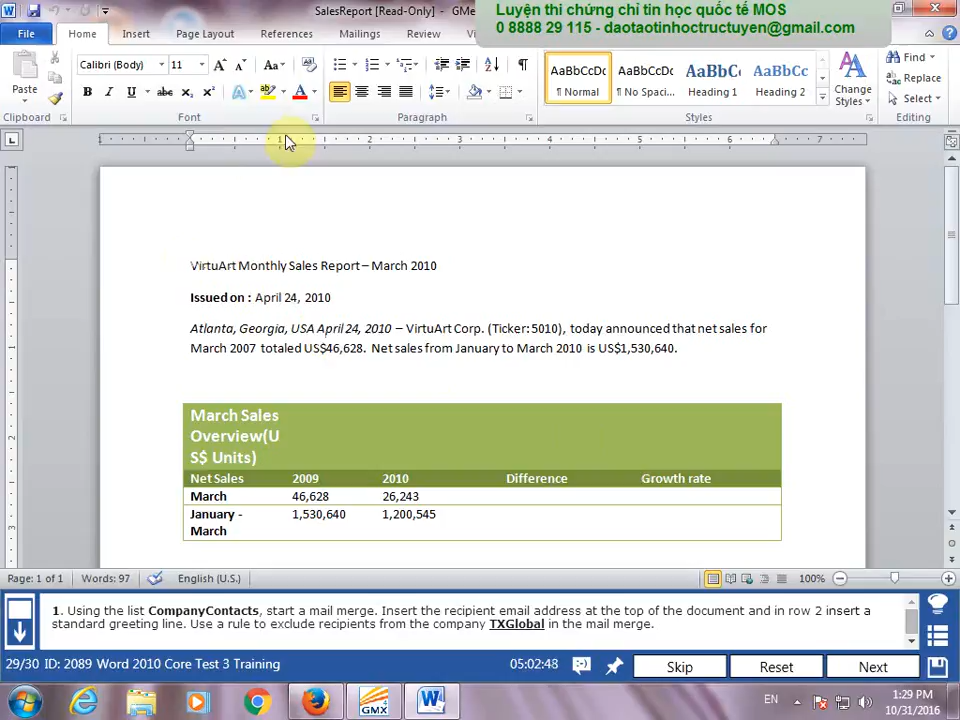 SalesReport [Read-Only] - GMe
Luyện thi chứng chỉ tin học quốc tế MOS
0 8888 29 115 - daotaotinhoctructuyen@gmail.com
File Home Insert Page Layout References Mailings Review Vi
Calibri (Body) 11
Paste
Clipboard Font Paragraph Styles Editing
AaBbCcDc AaBbCcDc AaBbCc AaBbCc
¶ Normal ¶ No Spaci... Heading 1 Heading 2
Change Styles
Find
Replace
Select
1 1 2 3 4 5 6 7
VirtuArt Monthly Sales Report – March 2010
Issued on : April 24, 2010
Atlanta, Georgia, USA April 24, 2010 – VirtuArt Corp. (Ticker: 5010), today announced that net sales for
March 2007 totaled US$46,628. Net sales from January to March 2010 is US$1,530,640.
March Sales
Overview(U
S$ Units)
Net Sales 2009 2010 Difference Growth rate
March 46,628 26,243
January - 1,530,640 1,200,545
March
Page: 1 of 1 Words: 97 English (U.S.) 100%
1. Using the list CompanyContacts, start a mail merge. Insert the recipient email address at the top of the document and in row 2 insert a
standard greeting line. Use a rule to exclude recipients from the company TXGlobal in the mail merge.
29/30 ID: 2089 Word 2010 Core Test 3 Training 05:02:48 Skip Reset Next
GMX
EN 1:29 PM
10/31/2016